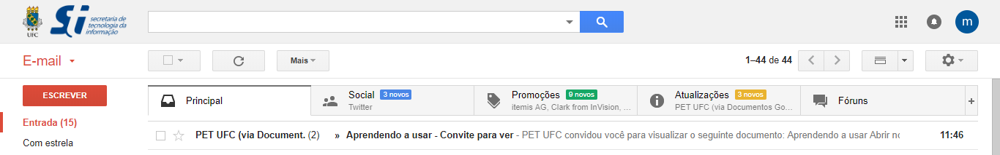 UFC
Sti secretaria de
tecnologia da
informação
m
E-mail
Mais
1–44 de 44
ESCREVER
Principal
Social 3 novos
Twitter
Promoções 9 novos
itemis AG, Clark from InVision, ...
Atualizações 3 novos
PET UFC (via Documentos Go...
Fóruns
+
Entrada (15)
PET UFC (via Document. (2) » Aprendendo a usar - Convite para ver - PET UFC convidou você para visualizar o seguinte documento: Aprendendo a usar Abrir no 11:46
Com estrela